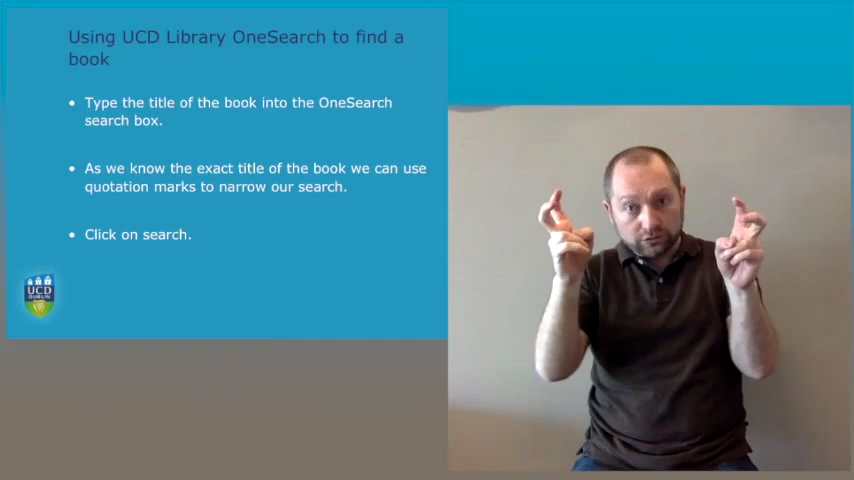 Using UCD Library OneSearch to find a
book
• Type the title of the book into the OneSearch
search box.
• As we know the exact title of the book we can use
quotation marks to narrow our search.
• Click on search.
UCD
DUBLIN